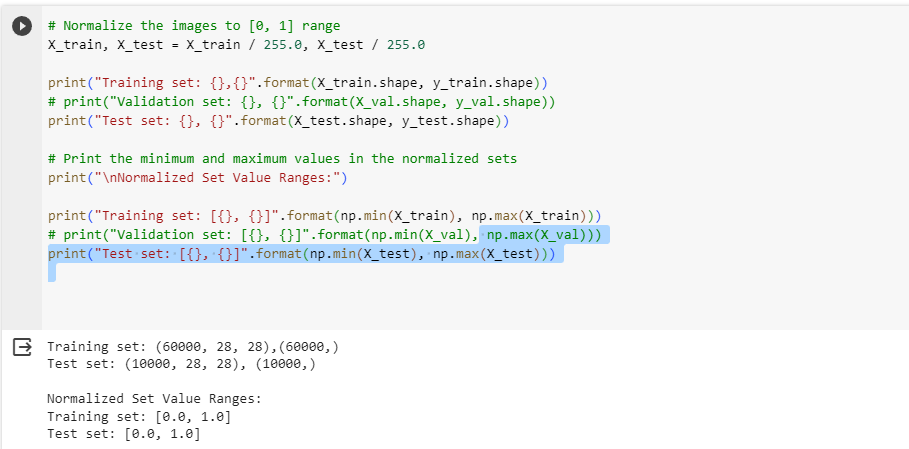 # Normalize the images to [0, 1] range
X_train, X_test = X_train / 255.0, X_test / 255.0
print("Training set: {},{}".format(X_train.shape, y_train.shape))
# print("Validation set: {}, {}".format(X_val.shape, y_val.shape))
print("Test set: {}, {}".format(X_test.shape, y_test.shape))
# Print the minimum and maximum values in the normalized sets
print("\nNormalized Set Value Ranges:")
print("Training set: [{}, {}]".format(np.min(X_train), np.max(X_train)))
# print("Validation set: [{}, {}]".format(np.min(X_val), np.max(X_val)))
print("Test set: [{}, {}]".format(np.min(X_test), np.max(X_test)))
Training set: (60000, 28, 28),(60000,)
Test set: (10000, 28, 28), (10000,)
Normalized Set Value Ranges:
Training set: [0.0, 1.0]
Test set: [0.0, 1.0]